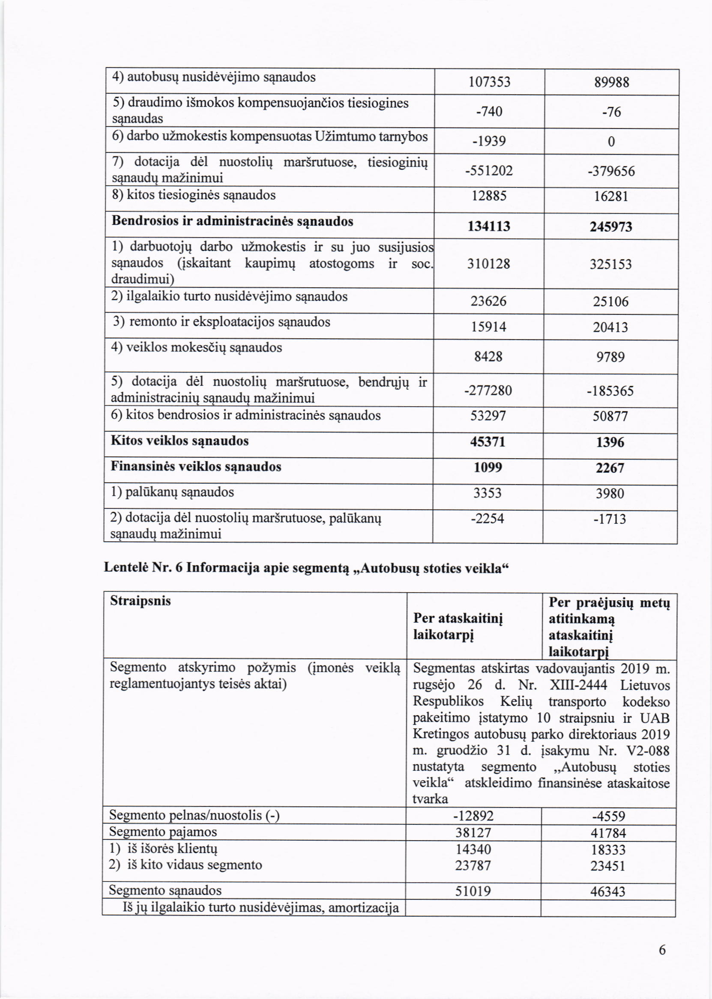 4) autobusų nusidėvėjimo sąnaudos 107353 89988
5) draudimo išmokos kompensuojančios tiesiogines
sąnaudas -740 -76
6) darbo užmokestis kompensuotas Užimtumo tarnybos -1939 0
7) dotacija dėl nuostolių maršrutuose, tiesioginių
sąnaudų mažinimui -551202 -379656
8) kitos tiesioginės sąnaudos 12885 16281
Bendrosios ir administracinės sąnaudos 134113 245973
1) darbuotojų darbo užmokestis ir su juo susijusios
sąnaudos (įskaitant kaupimų atostogoms ir soc. 310128 325153
draudimui)
2) ilgalaikio turto nusidėvėjimo sąnaudos 23626 25106
3) remonto ir eksploatacijos sąnaudos 15914 20413
4) veiklos mokesčių sąnaudos 8428 9789
5) dotacija dėl nuostolių maršrutuose, bendrųjų ir
administracinių sąnaudų mažinimui -277280 -185365
6) kitos bendrosios ir administracinės sąnaudos 53297 50877
Kitos veiklos sąnaudos 45371 1396
Finansinės veiklos sąnaudos 1099 2267
1) palūkanų sąnaudos 3353 3980
2) dotacija dėl nuostolių maršrutuose, palūkanų -2254 -1713
sąnaudų mažinimui
Lentelė Nr. 6 Informacija apie segmentą „Autobusų stoties veikla“
Straipsnis
Per ataskaitinį
laikotarpį
Per praėjusių metų
atitinkamą
ataskaitinį
laikotarpį
Segmento atskyrimo požymis (įmonės veiklą
reglamentuojantys teisės aktai)
Segmentas atskirtas vadovaujantis 2019 m.
rugsėjo 26 d. Nr. XIII-2444 Lietuvos
Respublikos Kelių transporto kodekso
pakeitimo įstatymo 10 straipsniu ir UAB
Kretingos autobusų parko direktoriaus 2019
m. gruodžio 31 d. įsakymu Nr. V2-088
nustatyta segmento „Autobusų stoties
veikla“ atskleidimo finansinėse ataskaitose
tvarka
Segmento pelnas/nuostolis (-) -12892 -4559
Segmento pajamos 38127 41784
1) iš išorės klientų 14340 18333
2) iš kito vidaus segmento 23787 23451
Segmento sąnaudos 51019 46343
Iš jų ilgalaikio turto nusidėvėjimas, amortizacija
6